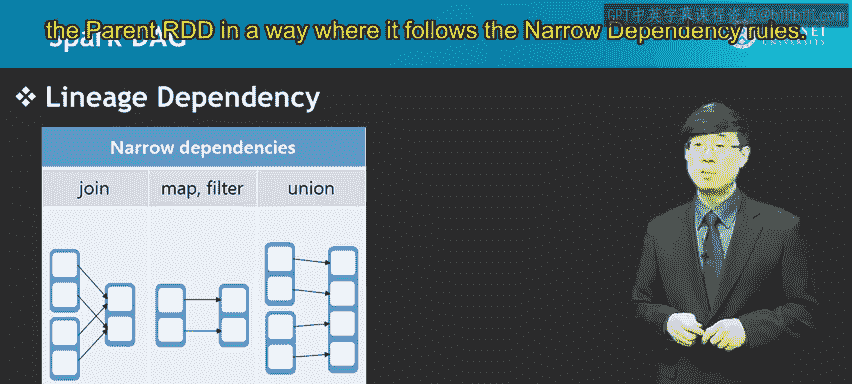 the Parent RDD in a way where it follows the Narrow Dependency rules.
Spark DAG
UNIVERSITY
❖ Lineage Dependency
Narrow dependencies
join
map, filter
union